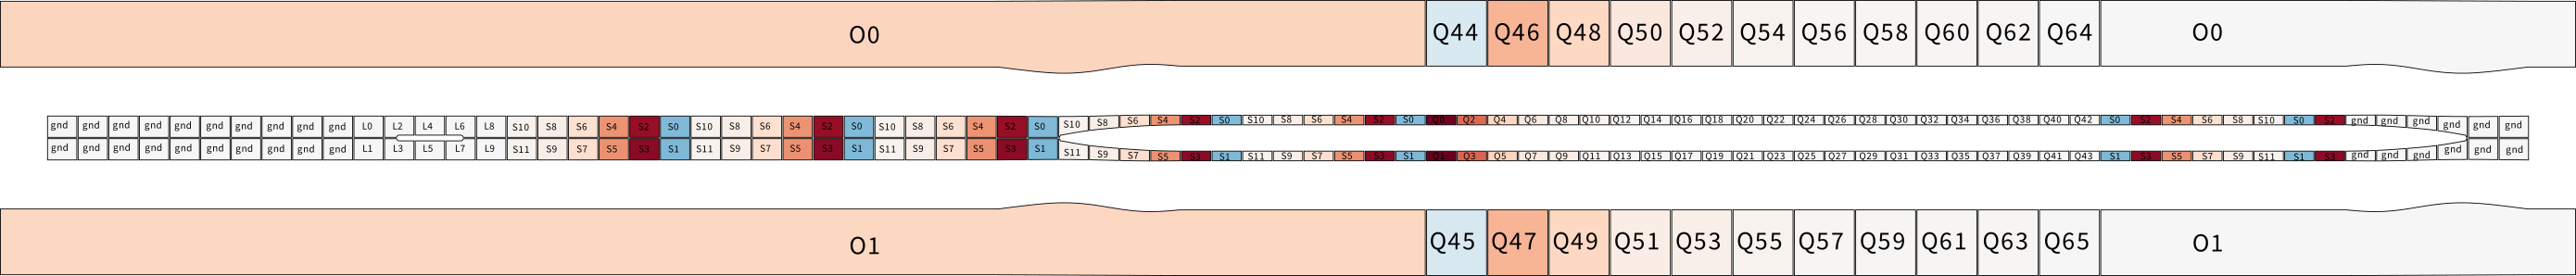 O0 Q44 Q46 Q48 Q50 Q52 Q54 Q56 Q58 Q60 Q62 Q64 O0
gnd gnd gnd gnd gnd gnd gnd gnd gnd gnd L0 L2 L4 L6 L8 S10 S8 S6 S4 S2 S0 S10 S8 S6 S4 S2 S0 S10 S8 S6 S4 S2 S0 S10 S8 S6 S4 S2 S0 S10 S8 S6 S4 S2 S0 Q0 Q2 Q4 Q6 Q8 Q10 Q12 Q14 Q16 Q18 Q20 Q22 Q24 Q26 Q28 Q30 Q32 Q34 Q36 Q38 Q40 Q42 S0 S2 S4 S6 S8 S10 S0 S2 gnd gnd gnd gnd gnd gnd
gnd gnd gnd gnd gnd gnd gnd gnd gnd gnd L1 L3 L5 L7 L9 S11 S9 S7 S5 S3 S1 S11 S9 S7 S5 S3 S1 S11 S9 S7 S5 S3 S1 S11 S9 S7 S5 S3 S1 S11 S9 S7 S5 S3 S1 Q1 Q3 Q5 Q7 Q9 Q11 Q13 Q15 Q17 Q19 Q21 Q23 Q25 Q27 Q29 Q31 Q33 Q35 Q37 Q39 Q41 Q43 S1 S3 S5 S7 S9 S11 S1 S3 gnd gnd gnd gnd gnd gnd
O1 Q45 Q47 Q49 Q51 Q53 Q55 Q57 Q59 Q61 Q63 Q65 O1